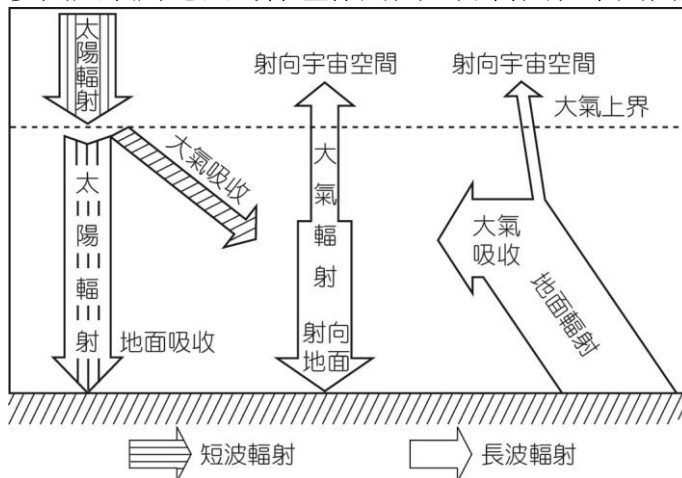 太陽輻射
射向宇宙空間
射向宇宙空間
大氣上界
大氣吸收
太陽輻射
地面吸收
大氣輻射
射向
地面
大氣
吸收
地面輻射
短波輻射
長波輻射